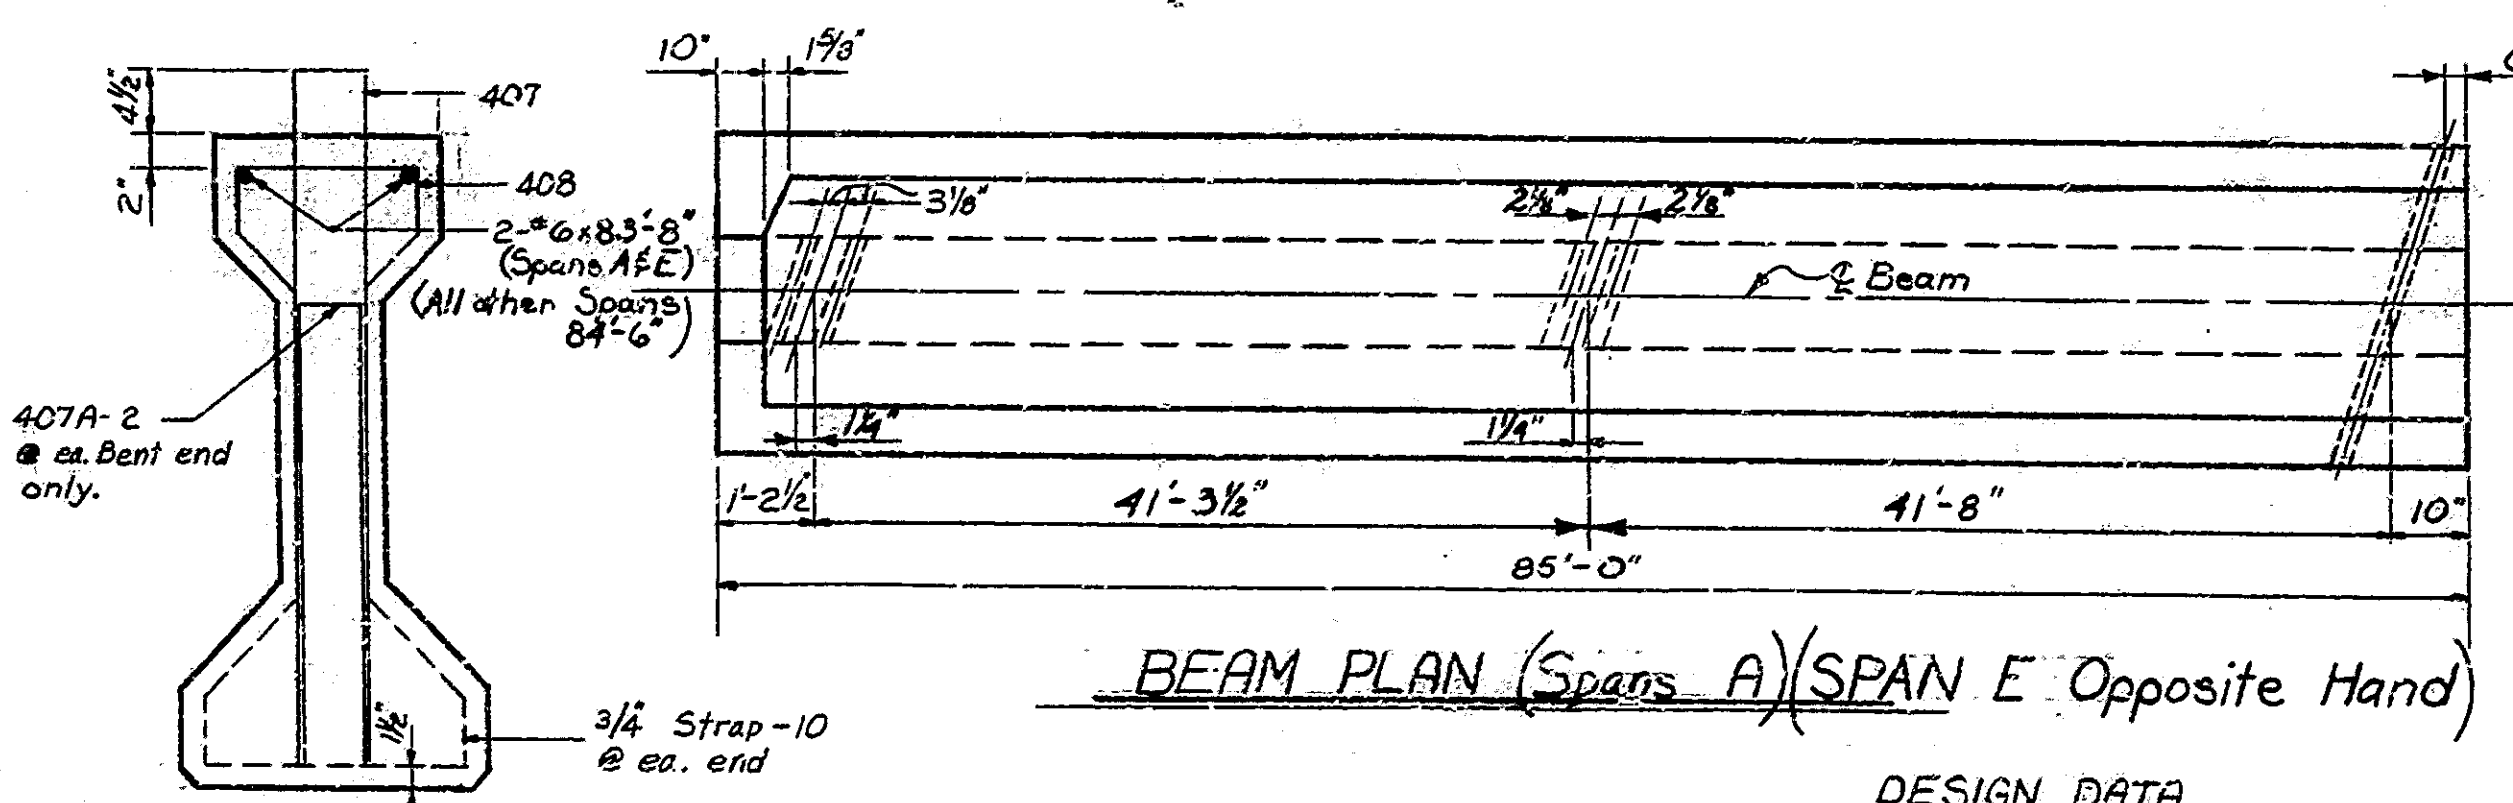 4½"
2"
407
408
2-#6x83'-8"
(Spans A&E)
(All other Spans
84'-6")
407A-2
@ ea. Bent end
only.
1½"
3/4" Strap-10
@ ea. end
10"
1⅝"
3⅛"
2⅛"
2⅛"
℄ Beam
1¼"
1¼"
1'-2½"
41'-3½"
41'-8"
10"
85'-0"
BEAM PLAN (Spans A)(SPAN E Opposite Hand)
DESIGN DATA